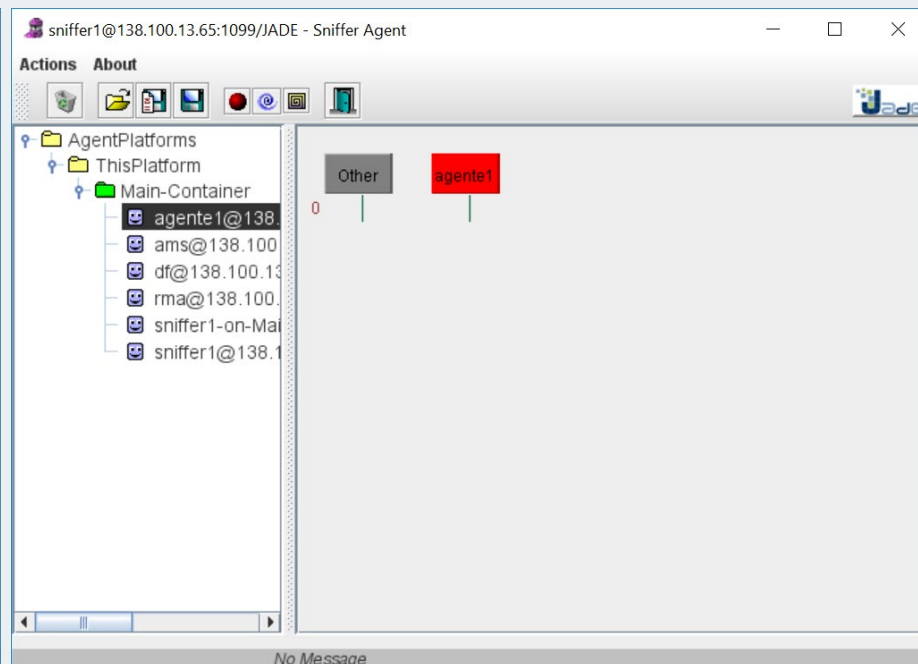 sniffer1@138.100.13.65:1099/JADE - Sniffer Agent
Actions About
Jade
AgentPlatforms
ThisPlatform
Main-Container
agente1@138.
ams@138.100
df@138.100.13
rma@138.100.
sniffer1-on-Mai
sniffer1@138.1
Other
agente1
0
No Message